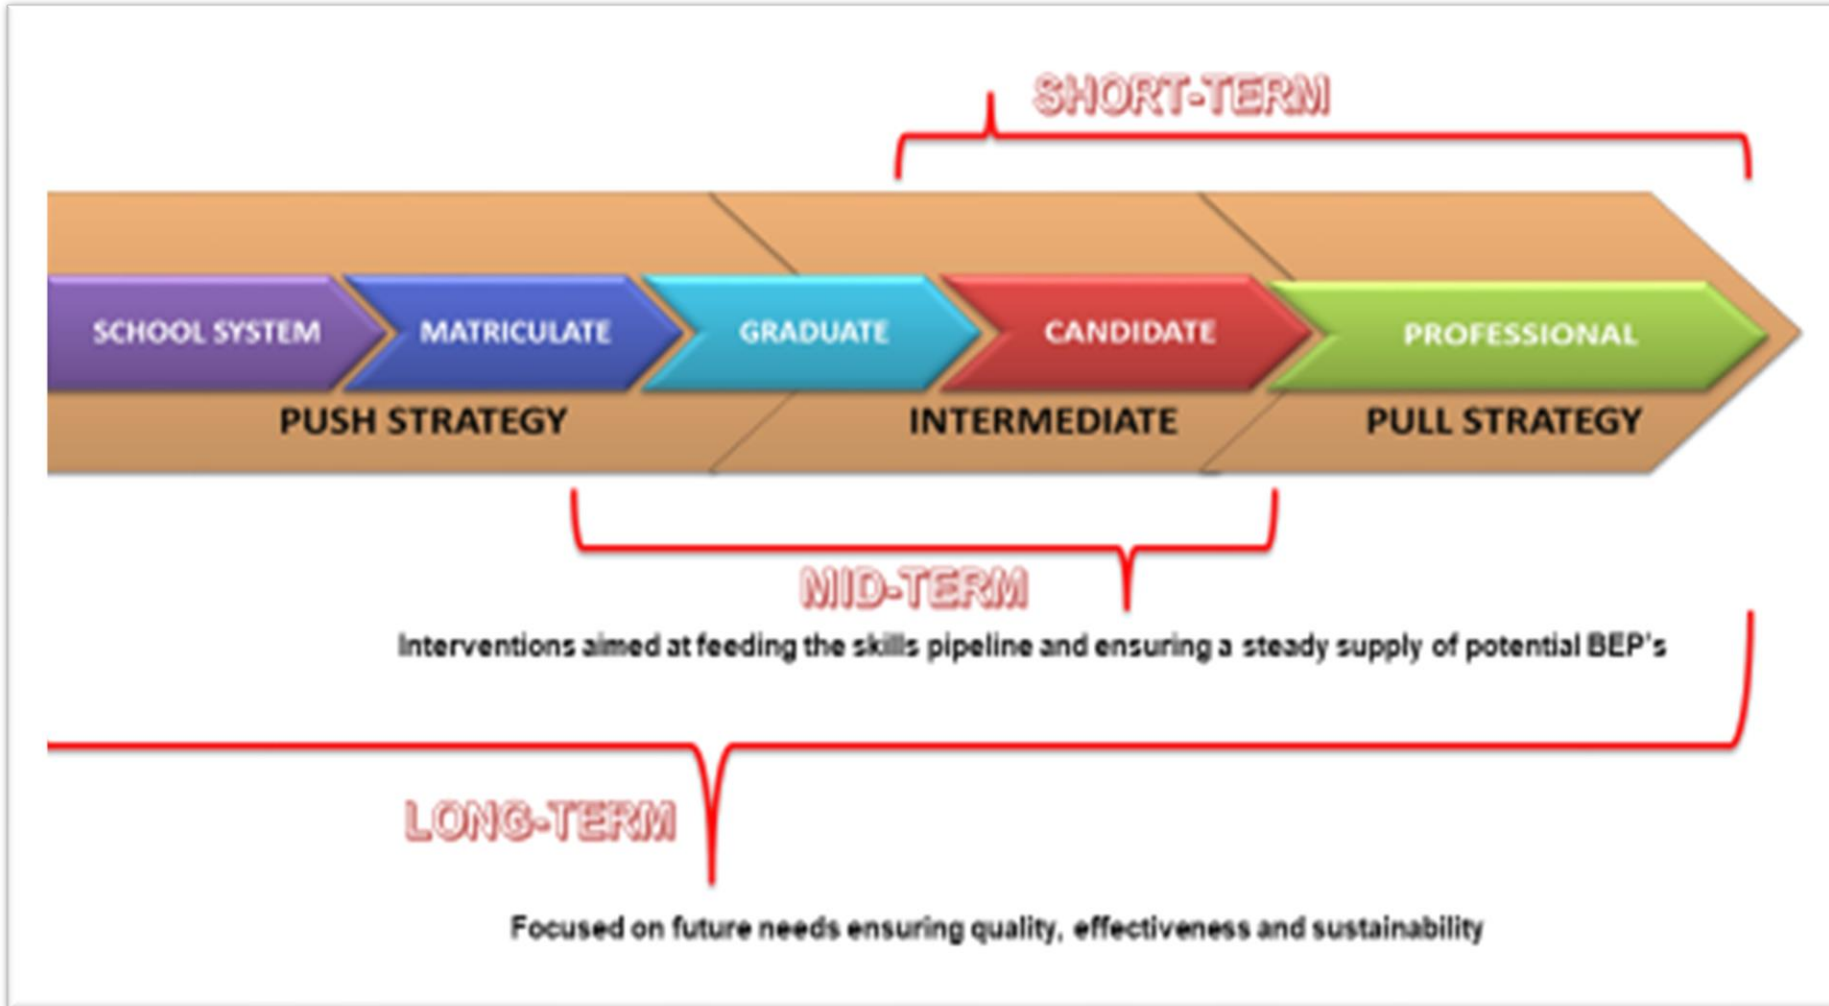 SHORT-TERM
SCHOOL SYSTEM
MATRICULATE
GRADUATE
CANDIDATE
PROFESSIONAL
PUSH STRATEGY
INTERMEDIATE
PULL STRATEGY
MID-TERM
Interventions aimed at feeding the skills pipeline and ensuring a steady supply of potential BEP's
LONG-TERM
Focused on future needs ensuring quality, effectiveness and sustainability